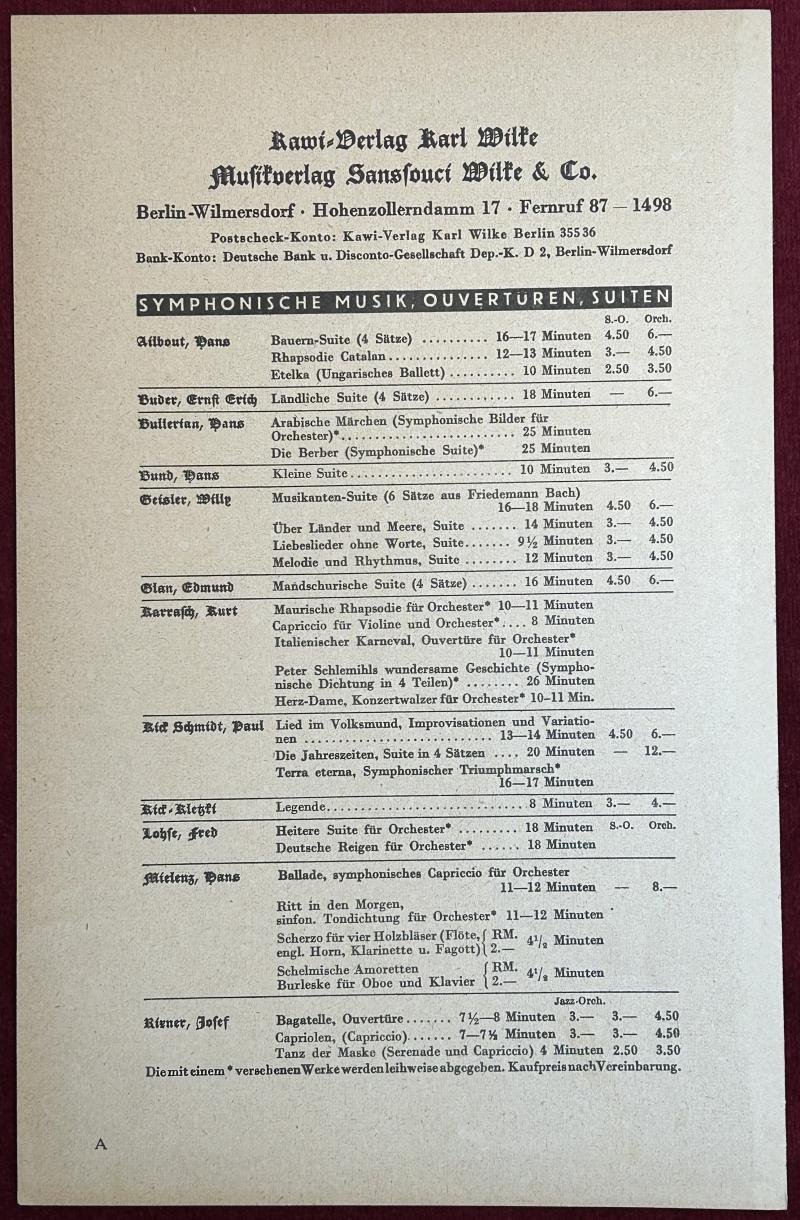 Kawi-Verlag Karl Wilke
Musikverlag Sanssouci Wilke & Co.
Berlin-Wilmersdorf · Hohenzollerndamm 17 · Fernruf 87 — 1498
Postscheck-Konto: Kawi-Verlag Karl Wilke Berlin 35536
Bank-Konto: Deutsche Bank u. Disconto-Gesellschaft Dep.-K. D 2, Berlin-Wilmersdorf
SYMPHONISCHE MUSIK, OUVERTÜREN, SUITEN
S.-O. Orch.
Ailbout, Hans Bauern-Suite (4 Sätze) .......... 16—17 Minuten 4.50 6.—
Rhapsodie Catalan............... 12—13 Minuten 3.— 4.50
Etelka (Ungarisches Ballett) .......... 10 Minuten 2.50 3.50
Buder, Ernst Erich Ländliche Suite (4 Sätze) ............ 18 Minuten — 6.—
Bullerian, Hans Arabische Märchen (Symphonische Bilder für
Orchester)*.......................... 25 Minuten
Die Berber (Symphonische Suite)* 25 Minuten
Bund, Hans Kleine Suite........................ 10 Minuten 3.— 4.50
Geisler, Willy Musikanten-Suite (6 Sätze aus Friedemann Bach)
16—18 Minuten 4.50 6.—
Über Länder und Meere, Suite ....... 14 Minuten 3.— 4.50
Liebeslieder ohne Worte, Suite....... 9½ Minuten 3.— 4.50
Melodie und Rhythmus, Suite ........ 12 Minuten 3.— 4.50
Glan, Edmund Mandschurische Suite (4 Sätze) ....... 16 Minuten 4.50 6.—
Karrasch, Kurt Maurische Rhapsodie für Orchester* 10—11 Minuten
Capriccio für Violine und Orchester*.... 8 Minuten
Italienischer Karneval, Ouvertüre für Orchester*
10—11 Minuten
Peter Schlemihls wundersame Geschichte (Sympho-
nische Dichtung in 4 Teilen)* ........ 26 Minuten
Herz-Dame, Konzertwalzer für Orchester* 10–11 Min.
Kick Schmidt, Paul Lied im Volksmund, Improvisationen und Variatio-
nen ............................ 13—14 Minuten 4.50 6.—
Die Jahreszeiten, Suite in 4 Sätzen .... 20 Minuten — 12.—
Terra eterna, Symphonischer Triumphmarsch*
16—17 Minuten
Kick-Kletzki Legende.............................. 8 Minuten 3.— 4.—
Lohse, Fred Heitere Suite für Orchester* ......... 18 Minuten S.-O. Orch.
Deutsche Reigen für Orchester* ...... 18 Minuten
Mielenz, Hans Ballade, symphonisches Capriccio für Orchester
11—12 Minuten — 8.—
Ritt in den Morgen,
sinfon. Tondichtung für Orchester* 11—12 Minuten
Scherzo für vier Holzbläser (Flöte, { RM. 4¹/₂ Minuten
engl. Horn, Klarinette u. Fagott) { 2.—
Schelmische Amoretten { RM. 4¹/₂ Minuten
Burleske für Oboe und Klavier { 2.—
Jazz-Orch.
Rixner, Josef Bagatelle, Ouvertüre....... 7½—8 Minuten 3.— 3.— 4.50
Capriolen, (Capriccio)....... 7—7½ Minuten 3.— 3.— 4.50
Tanz der Maske (Serenade und Capriccio) 4 Minuten 2.50 3.50
Die mit einem * versehenen Werke werden leihweise abgegeben. Kaufpreis nach Vereinbarung.
A